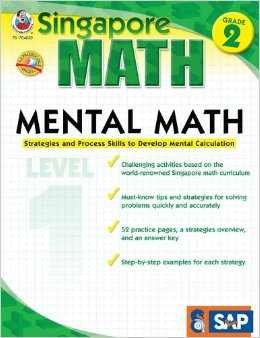 Singapore
MATH
GRADE 2
MENTAL MATH
Strategies and Process Skills to Develop Mental Calculation
LEVEL
1
Challenging activities based on the
world-renowned Singapore math curriculum
Must-know tips and strategies for solving
problems quickly and accurately
52 practice pages, a strategies overview,
and an answer key
Step-by-step examples for each strategy
SAP